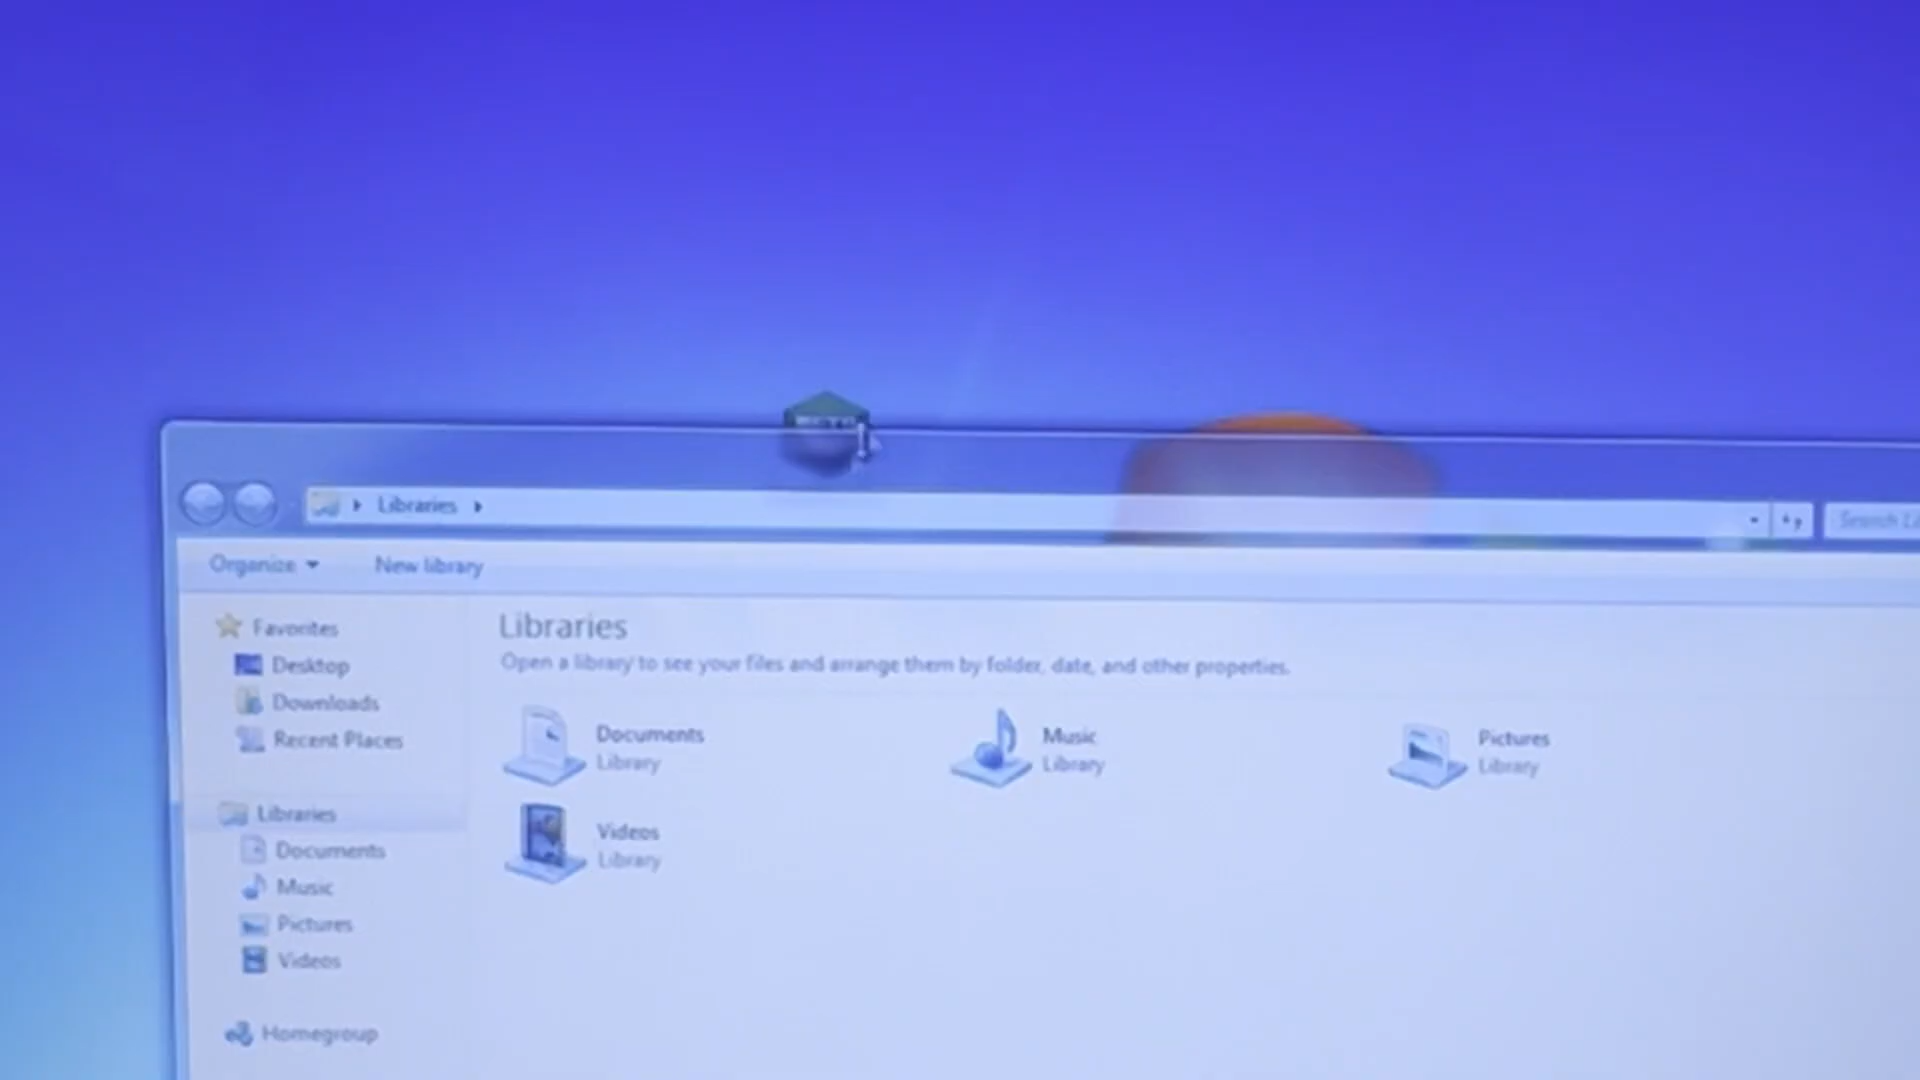 Libraries
Search Li
Organize
New library
Favorites
Desktop
Downloads
Recent Places
Libraries
Documents
Music
Pictures
Videos
Homegroup
Libraries
Open a library to see your files and arrange them by folder, date, and other properties.
Documents
Library
Music
Library
Pictures
Library
Videos
Library